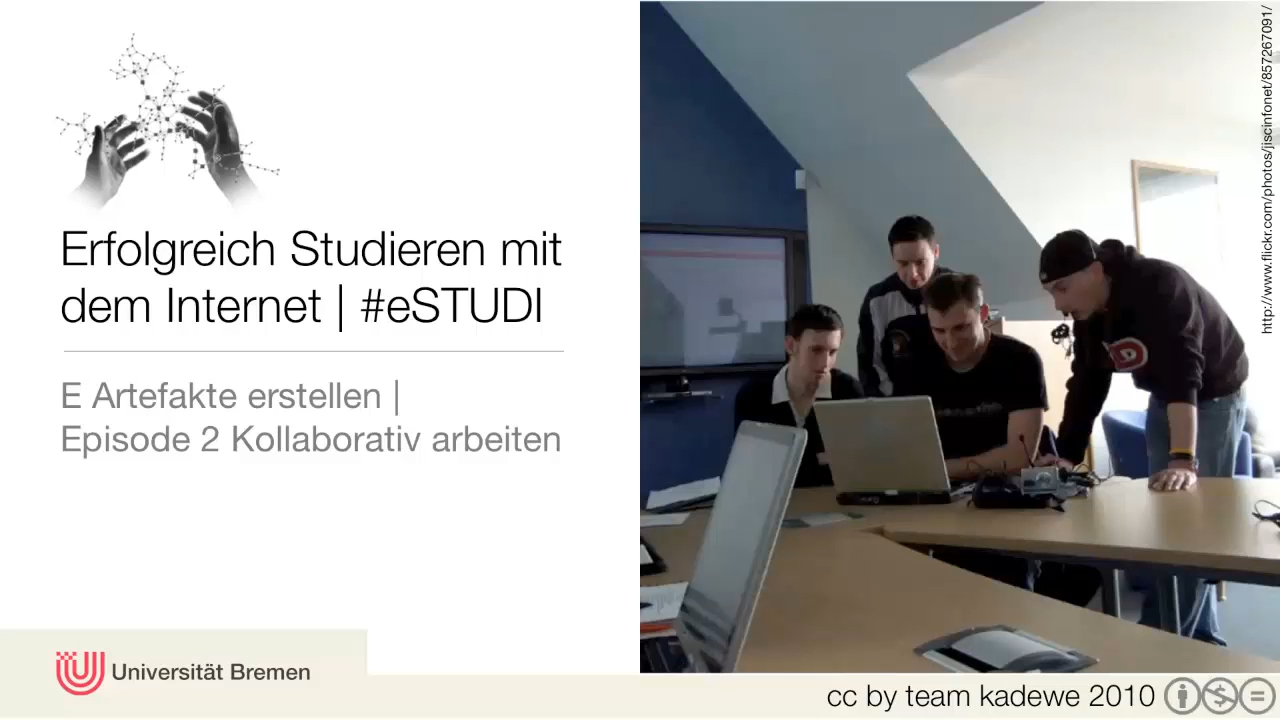 Erfolgreich Studieren mit
dem Internet | #eSTUDI
E Artefakte erstellen |
Episode 2 Kollaborativ arbeiten
Universität Bremen
http://www.flickr.com/photos/jiscinfonet/857267091/
cc by team kadewe 2010